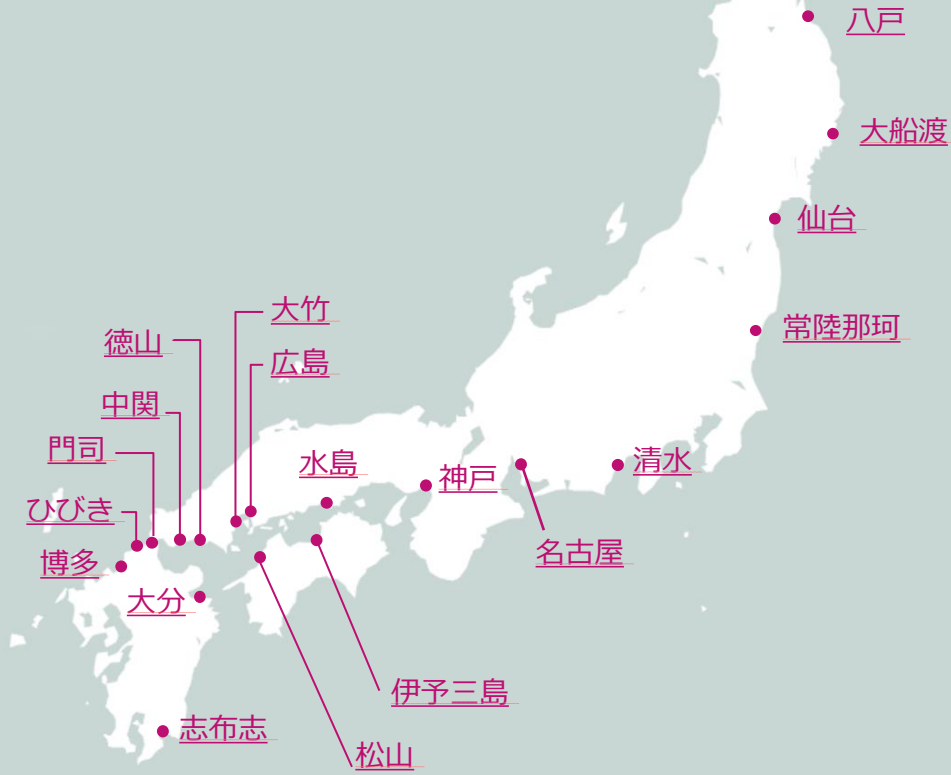 八戸
大船渡
仙台
常陸那珂
大竹
徳山
広島
中関
門司
水島
清水
神戸
ひびき
名古屋
博多
大分
伊予三島
志布志
松山